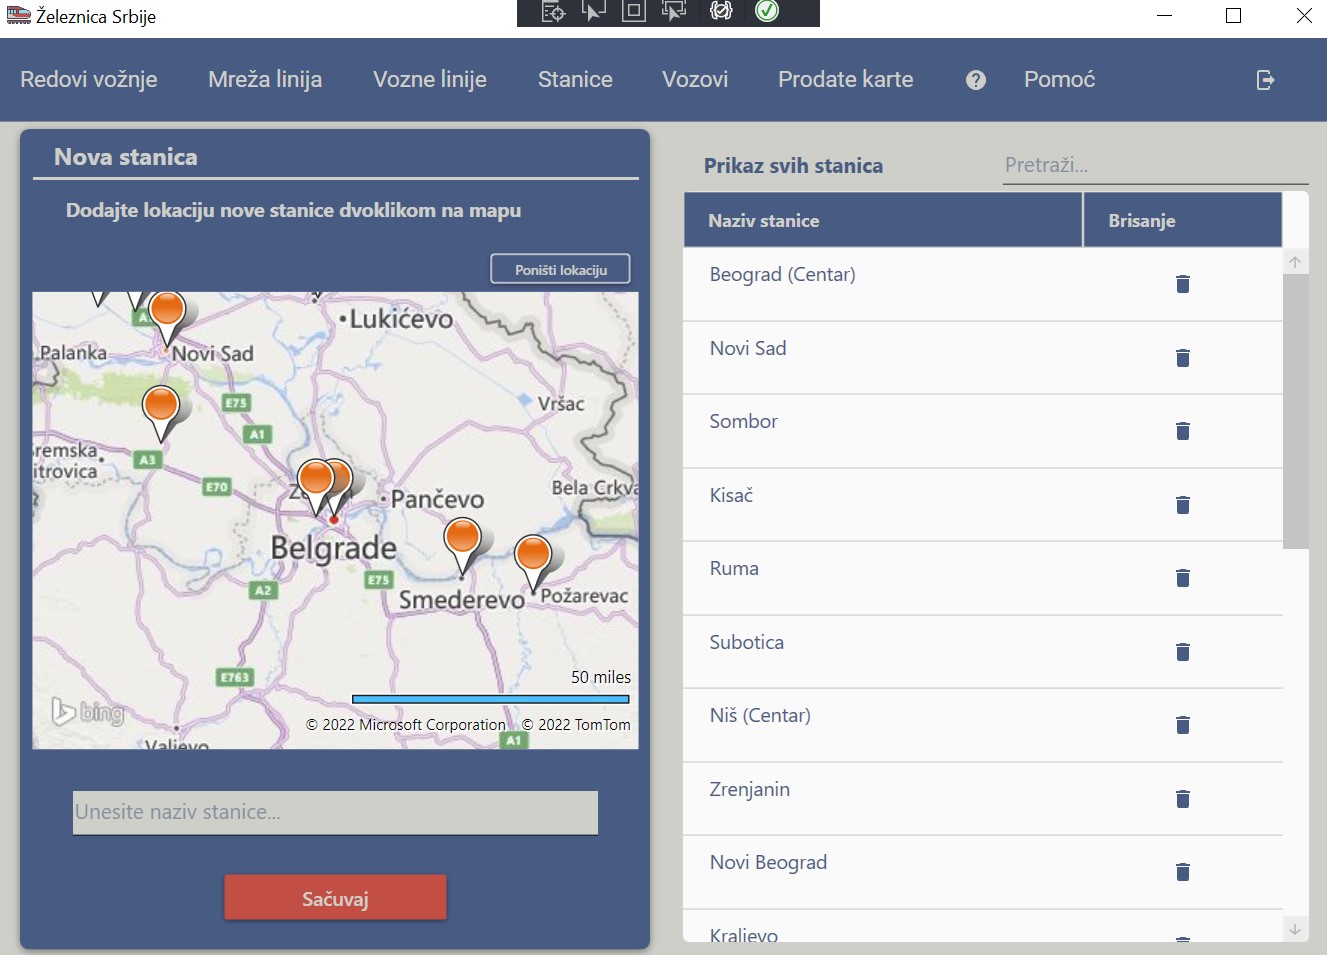 Železnica Srbije
Redovi vožnje
Mreža linija
Vozne linije
Stanice
Vozovi
Prodate karte
Pomoć
Nova stanica
Dodajte lokaciju nove stanice dvoklikom na mapu
Poništi lokaciju
Lukićevo
Palanka
Novi Sad
E75
Vršac
A1
Sremska
Mitrovica
A3
E70
Pančevo
Bela Crkva
Belgrade
E75
A2
Smederevo
Požarevac
E763
50 miles
bing
© 2022 Microsoft Corporation © 2022 TomTom
A1
Valjevo
Unesite naziv stanice...
Sačuvaj
Prikaz svih stanica
Pretraži...
Naziv stanice
Brisanje
Beograd (Centar)
Novi Sad
Sombor
Kisač
Ruma
Subotica
Niš (Centar)
Zrenjanin
Novi Beograd
Kraljevo